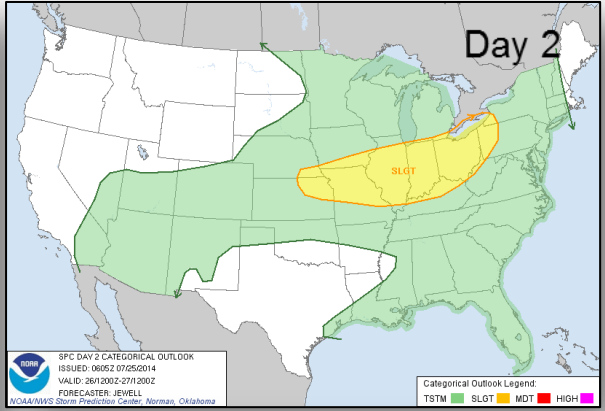 Day 2
SLGT
NOAA
SPC DAY 2 CATEGORICAL OUTLOOK
ISSUED: 0605Z 07/25/2014
VALID: 26/1200Z-27/1200Z
FORECASTER: JEWELL
NOAA/NWS Storm Prediction Center, Norman, Oklahoma
Categorical Outlook Legend:
TSTM SLGT MDT HIGH